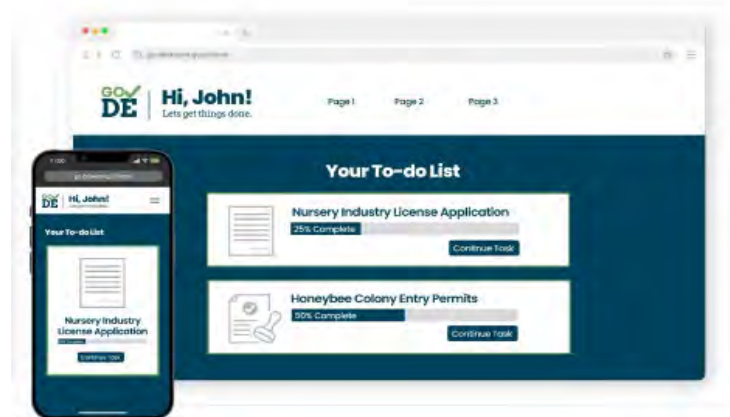 GO
DE
Hi, John!
Lets get things done.
Page 1
Page 2
Page 3
Your To-do List
Nursery Industry License Application
25% Complete
Continue Task
Honeybee Colony Entry Permits
50% Complete
Continue Task
GO
DE
Hi, John!
Your To-do List
Nursery Industry
License Application
Continue Task